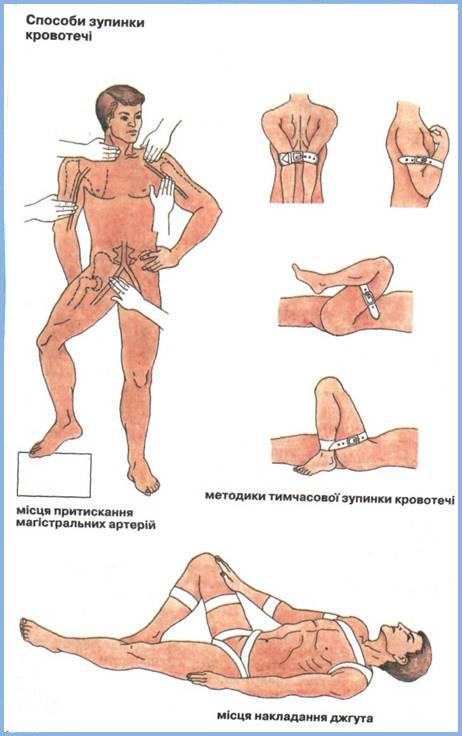 Способи зупинки
кровотечі
місця притискання
магістральних артерій
методики тимчасової зупинки кровотечі
місця накладання джгута